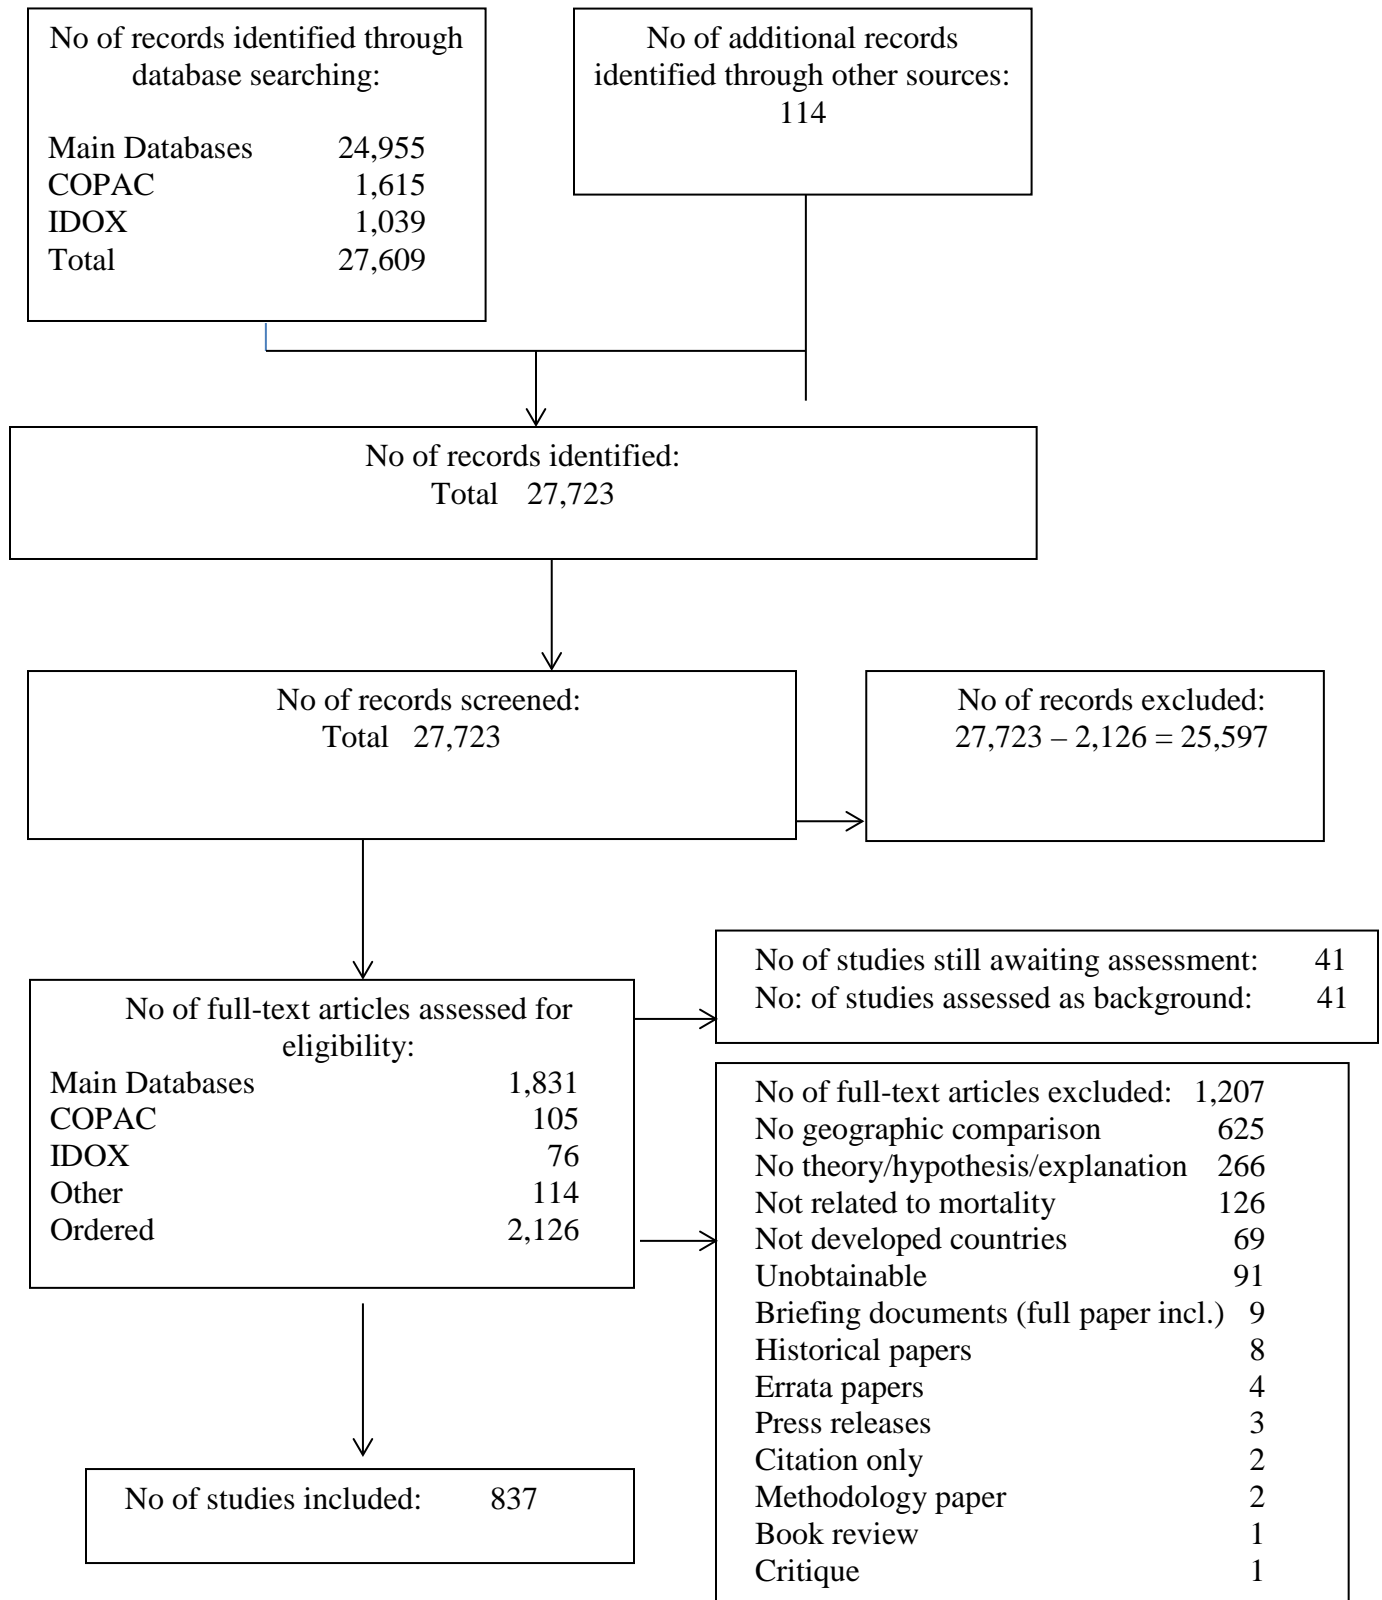 No of records identified through
database searching:
Main Databases 24,955
COPAC 1,615
IDOX 1,039
Total 27,609
No of additional records
identified through other sources:
114
No of records identified:
Total 27,723
No of records screened:
Total 27,723
No of records excluded:
27,723 – 2,126 = 25,597
No of full-text articles assessed for
eligibility:
Main Databases 1,831
COPAC 105
IDOX 76
Other 114
Ordered 2,126
No of studies still awaiting assessment: 41
No: of studies assessed as background: 41
No of full-text articles excluded: 1,207
No geographic comparison 625
No theory/hypothesis/explanation 266
Not related to mortality 126
Not developed countries 69
Unobtainable 91
Briefing documents (full paper incl.) 9
Historical papers 8
Errata papers 4
Press releases 3
Citation only 2
Methodology paper 2
Book review 1
Critique 1
No of studies included: 837